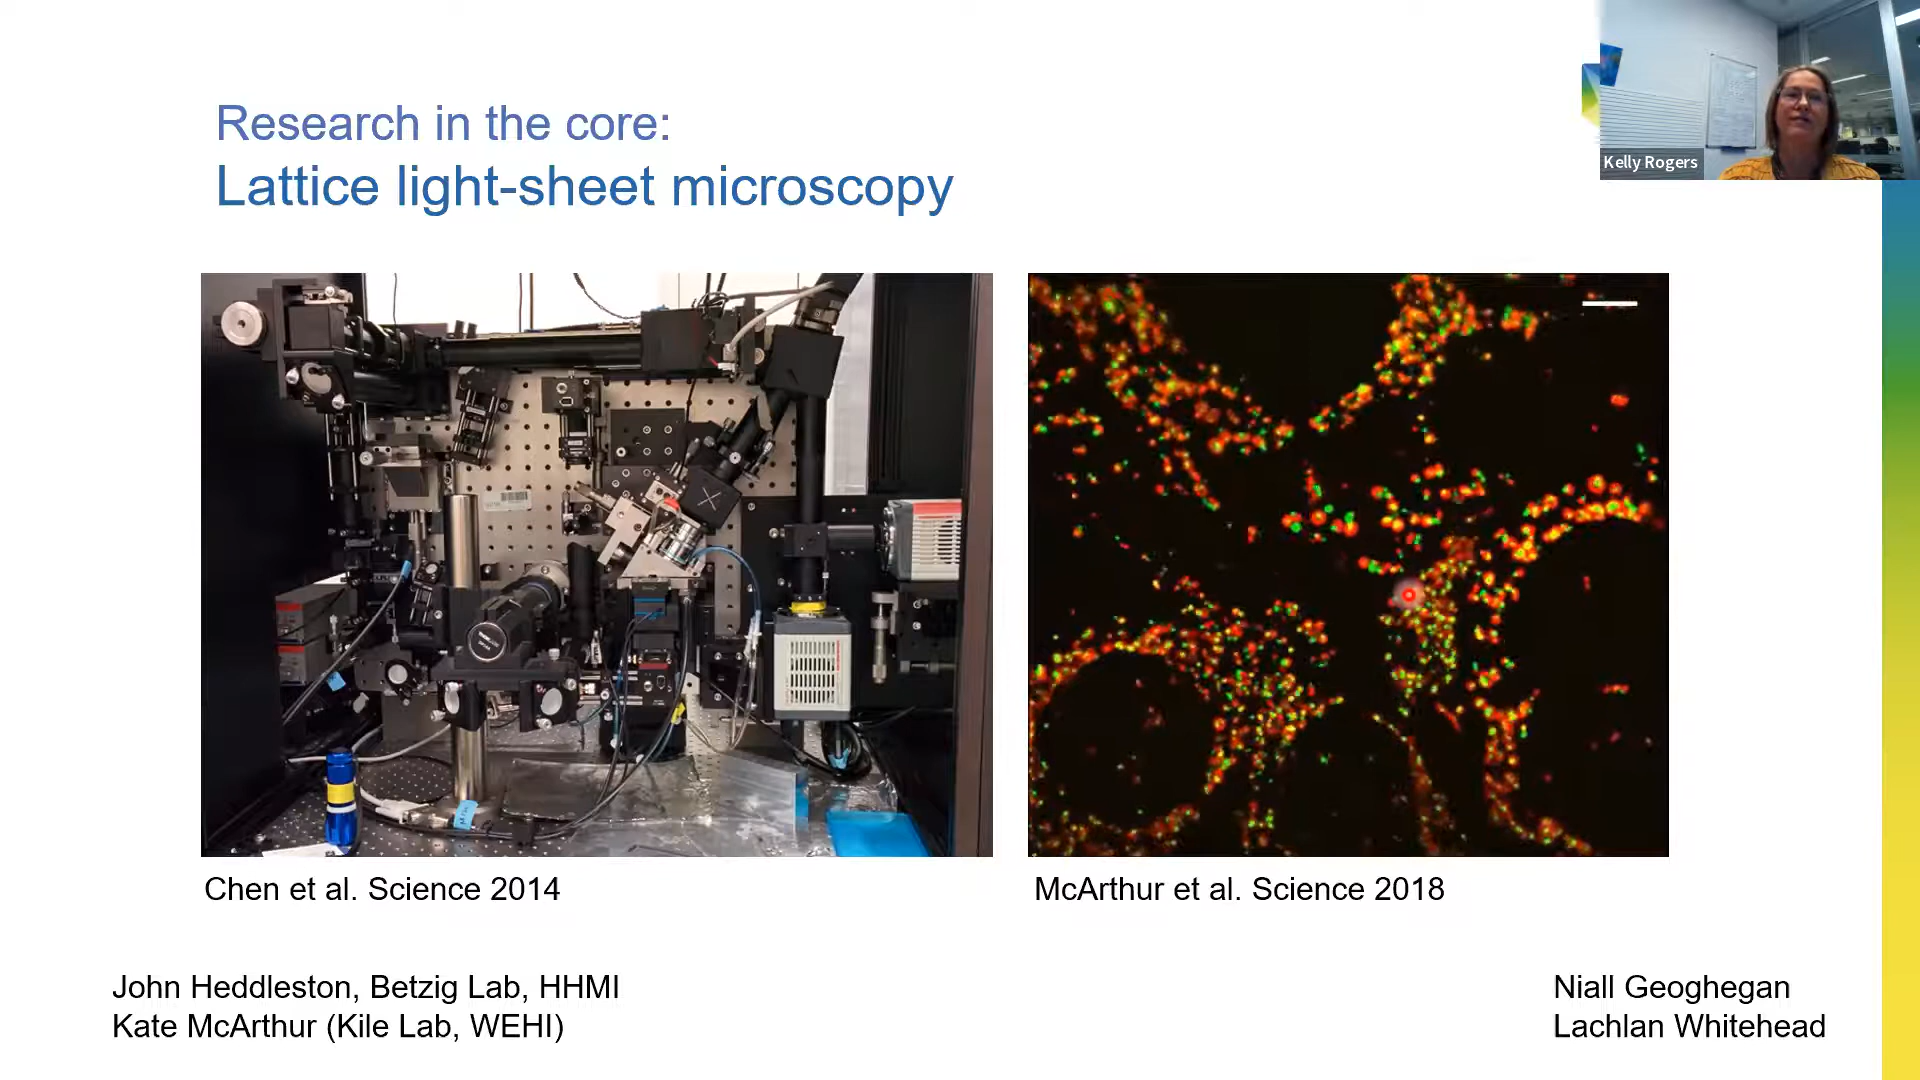 Research in the core:
Lattice light-sheet microscopy
Kelly Rogers
Chen et al. Science 2014
McArthur et al. Science 2018
John Heddleston, Betzig Lab, HHMI
Kate McArthur (Kile Lab, WEHI)
Niall Geoghegan
Lachlan Whitehead